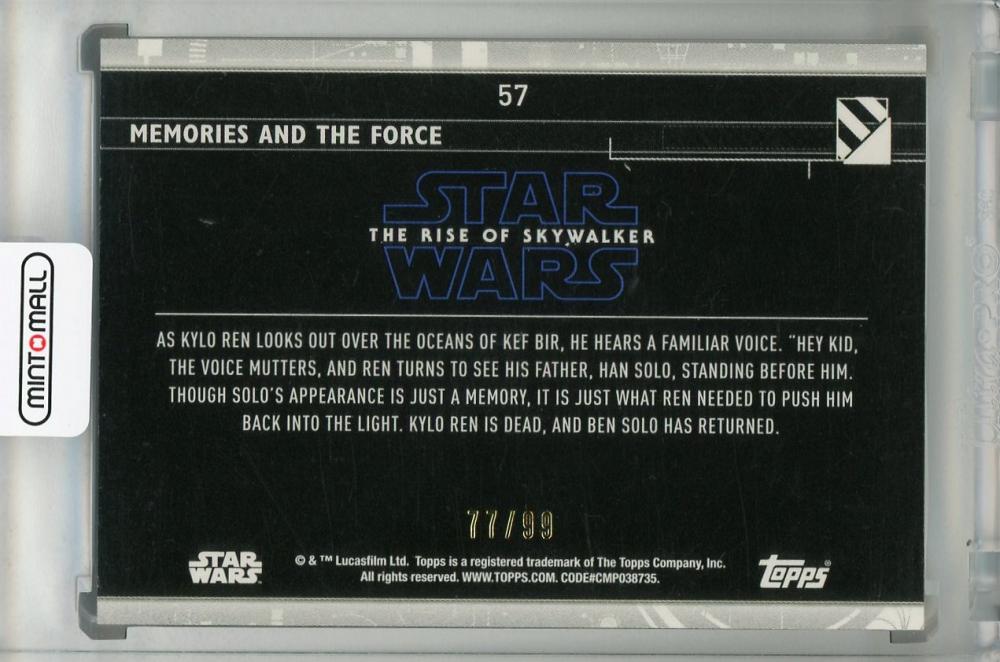 57
MEMORIES AND THE FORCE
STAR
THE RISE OF SKYWALKER
WARS
AS KYLO REN LOOKS OUT OVER THE OCEANS OF KEF BIR, HE HEARS A FAMILIAR VOICE. "HEY KID,
THE VOICE MUTTERS, AND REN TURNS TO SEE HIS FATHER, HAN SOLO, STANDING BEFORE HIM.
THOUGH SOLO'S APPEARANCE IS JUST A MEMORY, IT IS JUST WHAT REN NEEDED TO PUSH HIM
BACK INTO THE LIGHT. KYLO REN IS DEAD, AND BEN SOLO HAS RETURNED.
77/99
STAR
WARS
© & ™ Lucasfilm Ltd. Topps is a registered trademark of The Topps Company, Inc.
All rights reserved. WWW.TOPPS.COM. CODE#CMP038735.
Topps®
MINTOMALL